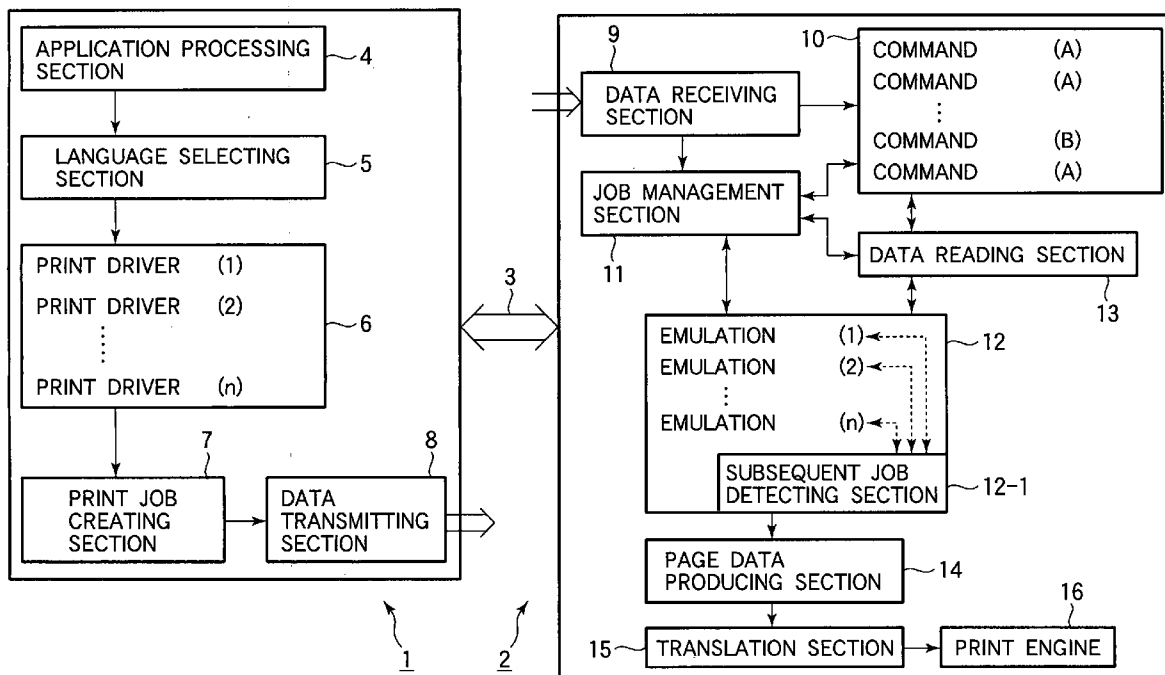 APPLICATION PROCESSING
SECTION
4
LANGUAGE SELECTING
SECTION
5
PRINT DRIVER (1)
PRINT DRIVER (2)
PRINT DRIVER (n)
6
7
PRINT JOB
CREATING
SECTION
8
DATA
TRANSMITTING
SECTION
1
2
3
9
DATA RECEIVING
SECTION
10
COMMAND (A)
COMMAND (A)
COMMAND (B)
COMMAND (A)
JOB MANAGEMENT
SECTION
11
DATA READING SECTION
13
EMULATION (1)
EMULATION (2)
EMULATION (n)
12
SUBSEQUENT JOB
DETECTING SECTION
12-1
PAGE DATA
PRODUCING SECTION
14
15
TRANSLATION SECTION
16
PRINT ENGINE